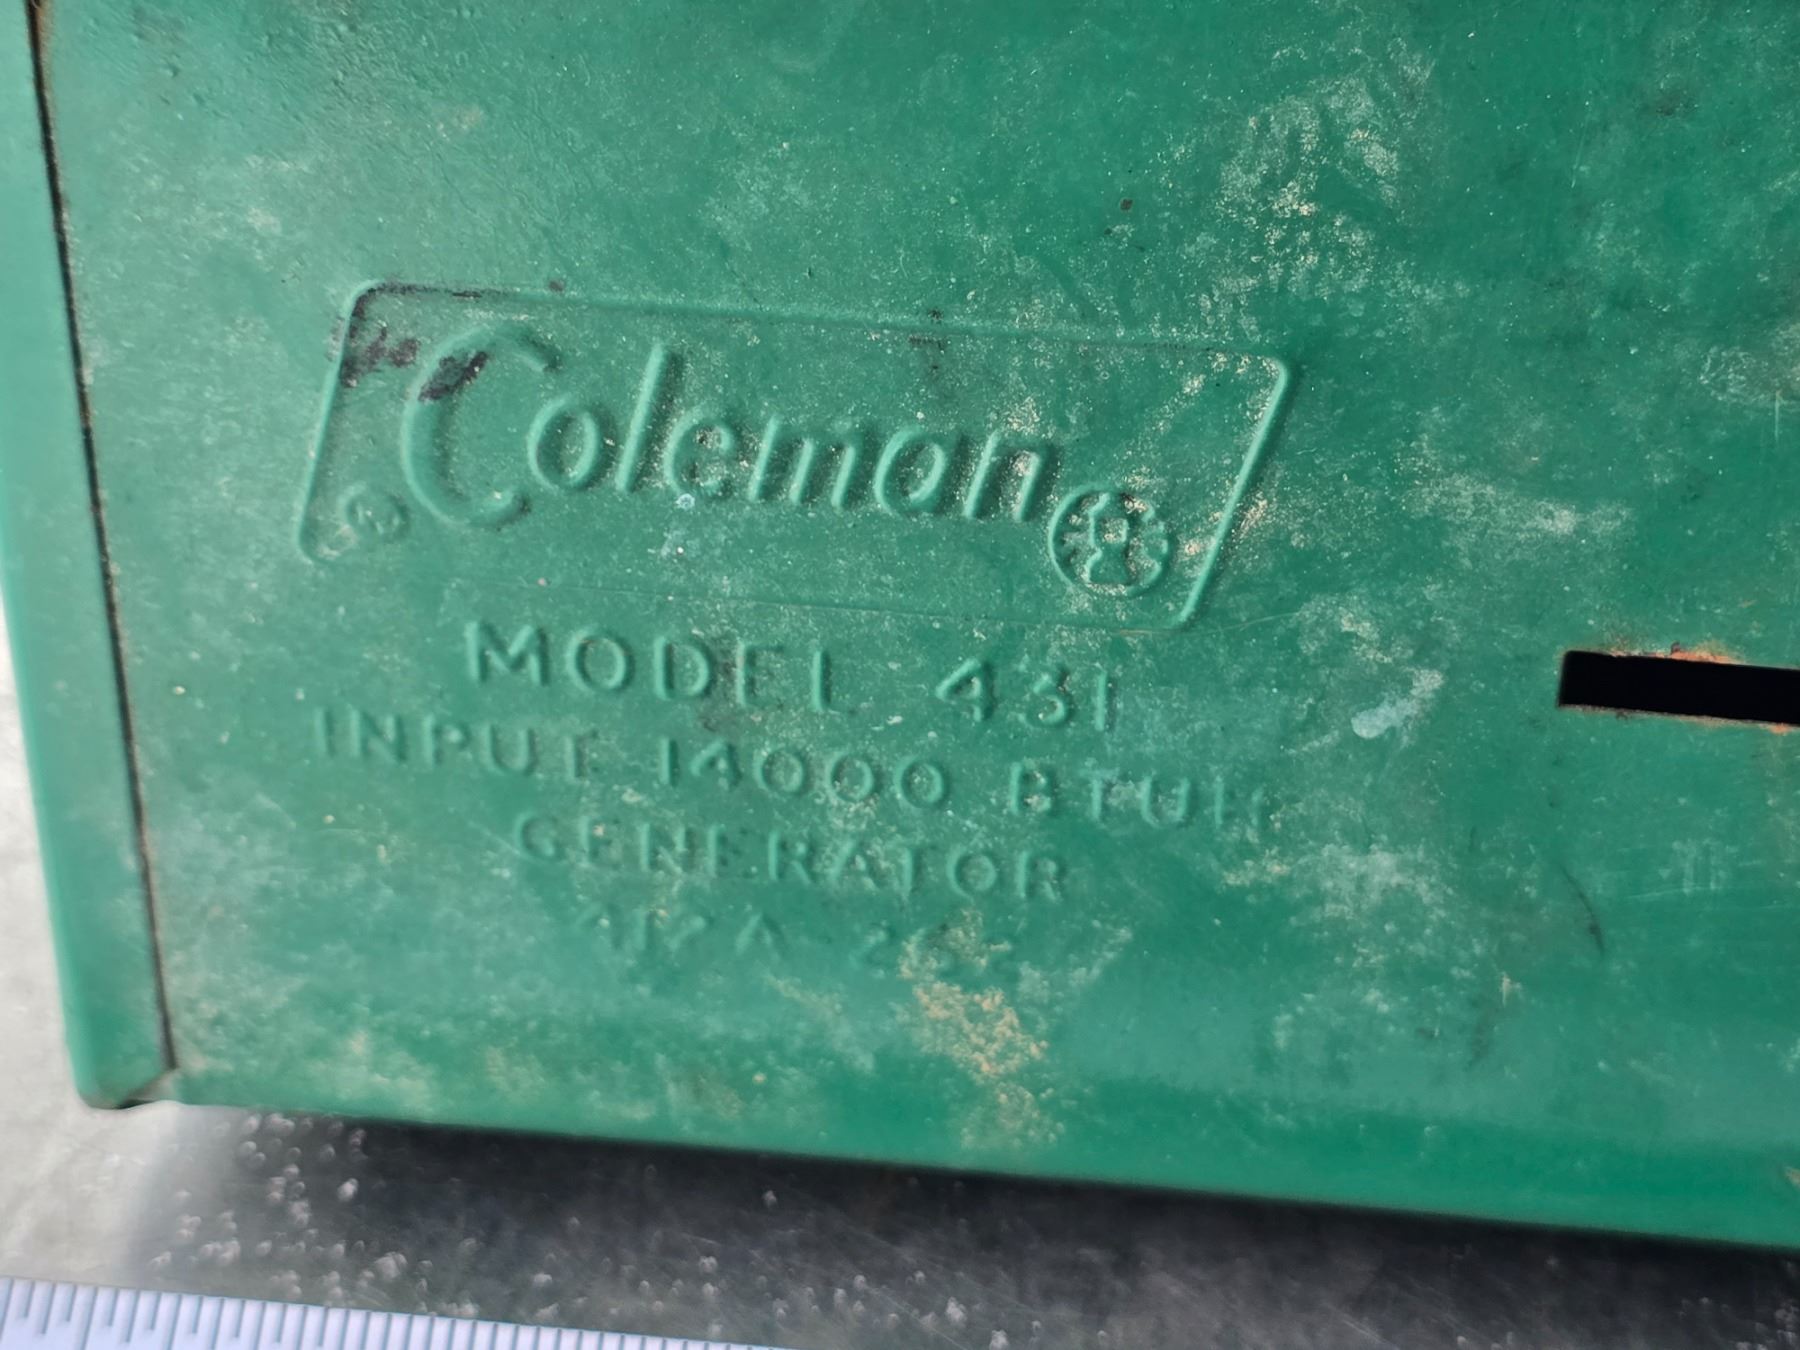 ® Coleman
MODEL 431
INPUT 14000 BTUH
GENERATOR